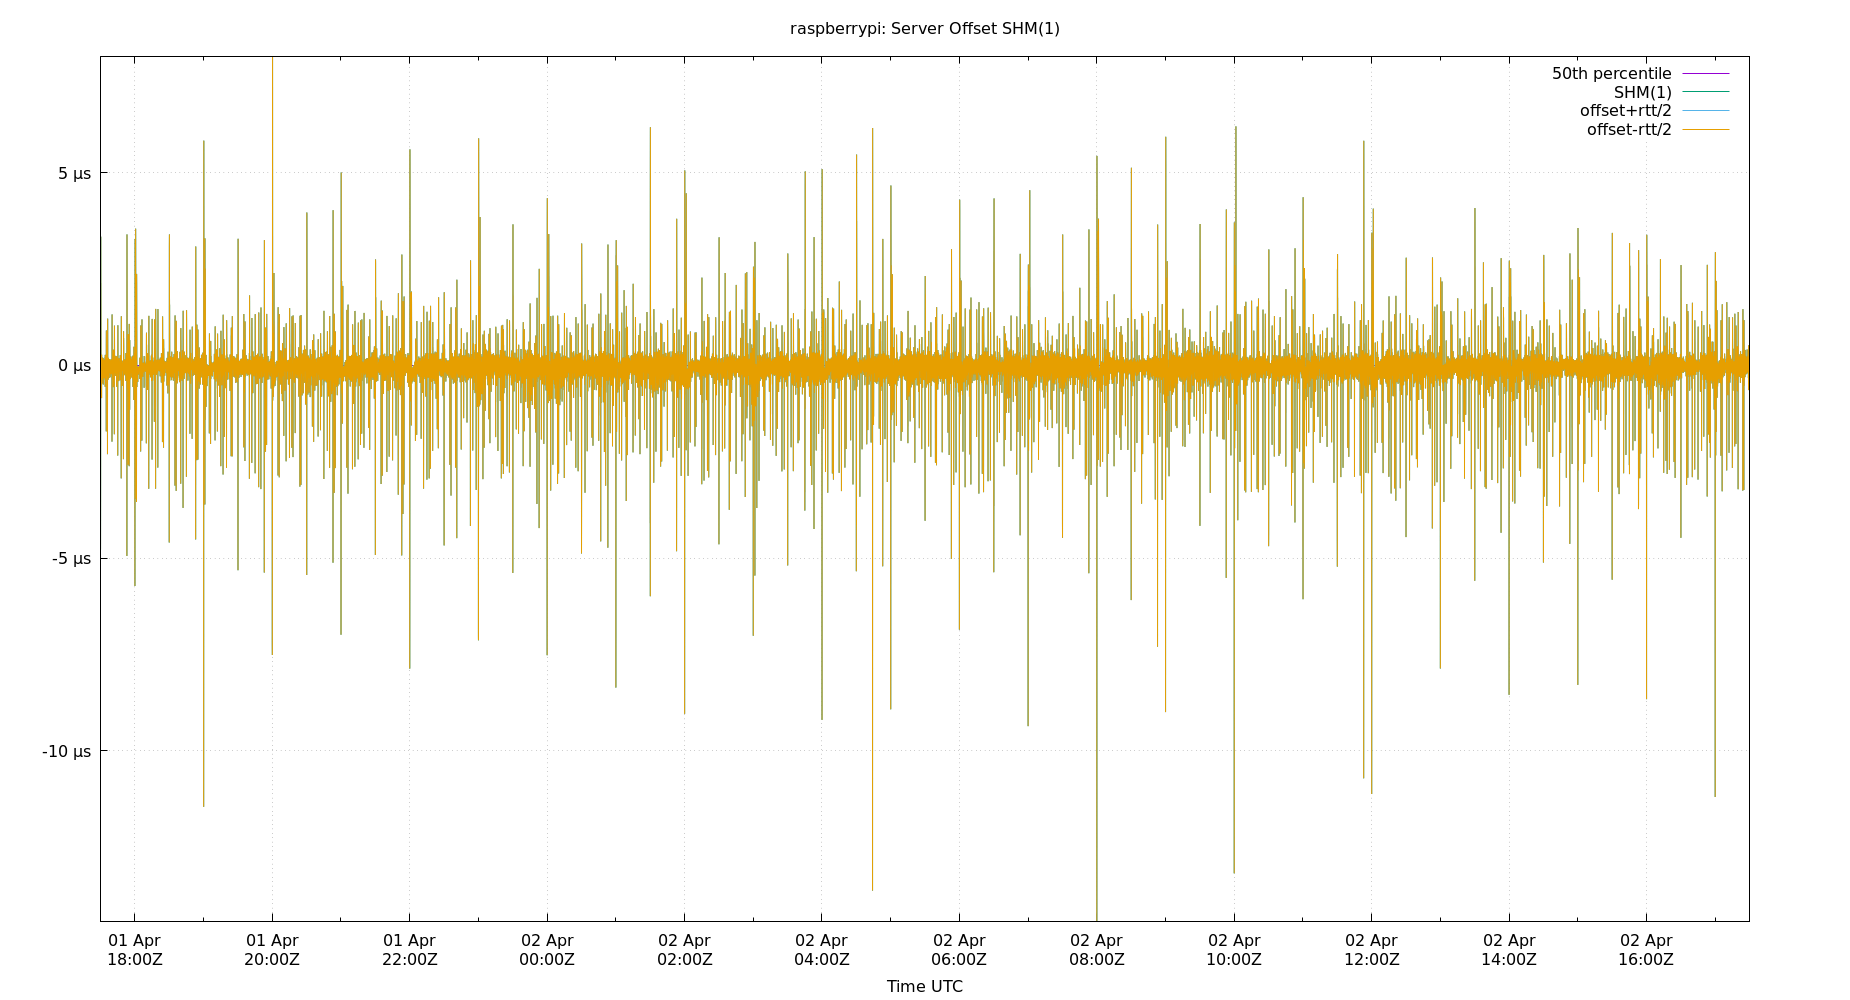 raspberrypi: Server Offset SHM(1)
50th percentile
SHM(1)
offset+rtt/2
offset-rtt/2
5 µs
0 µs
-5 µs
-10 µs
01 Apr 01 Apr 01 Apr 02 Apr 02 Apr 02 Apr 02 Apr 02 Apr 02 Apr 02 Apr 02 Apr 02 Apr
18:00Z 20:00Z 22:00Z 00:00Z 02:00Z 04:00Z 06:00Z 08:00Z 10:00Z 12:00Z 14:00Z 16:00Z
Time UTC